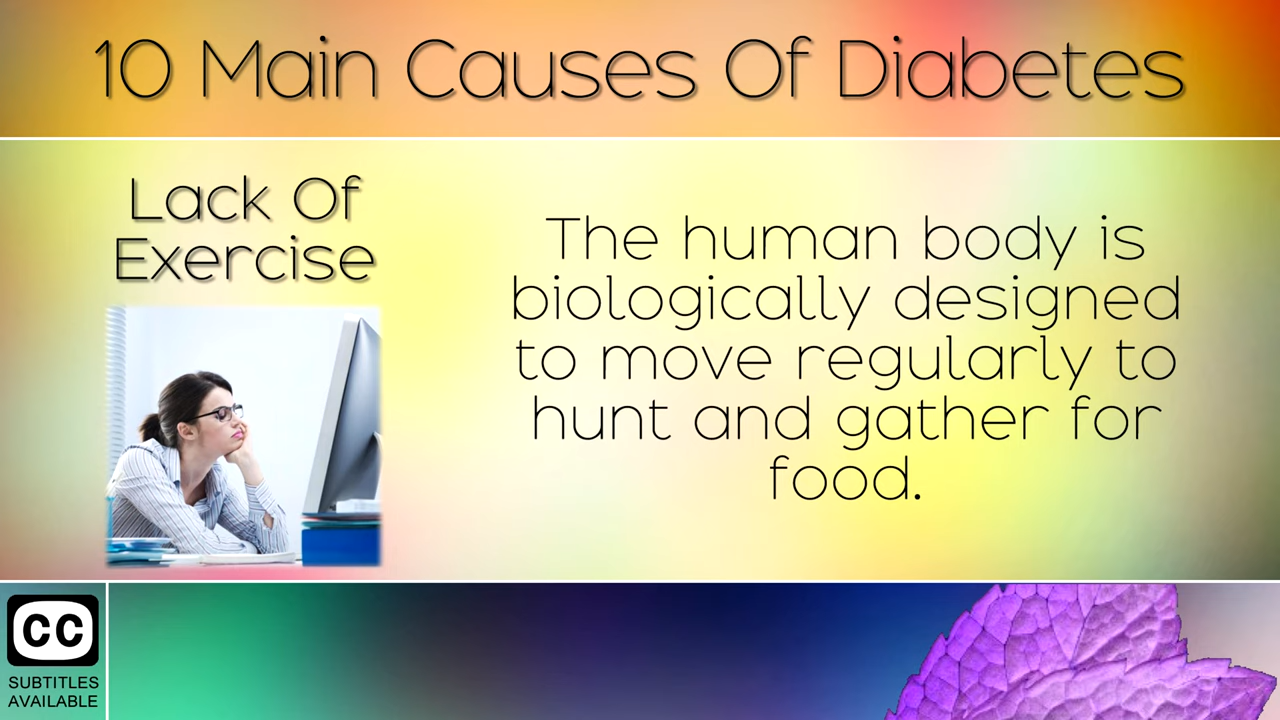 10 Main Causes Of Diabetes
Lack Of
Exercise
The human body is
biologically designed
to move regularly to
hunt and gather for
food.
CC
SUBTITLES
AVAILABLE